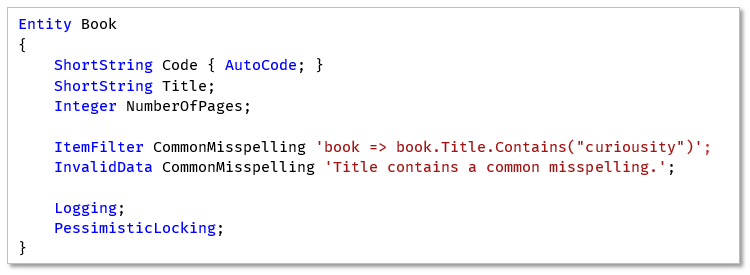 Entity Book
{
    ShortString Code { AutoCode; }
    ShortString Title;
    Integer NumberOfPages;

    ItemFilter CommonMisspelling 'book => book.Title.Contains("curiousity")';
    InvalidData CommonMisspelling 'Title contains a common misspelling.';

    Logging;
    PessimisticLocking;
}